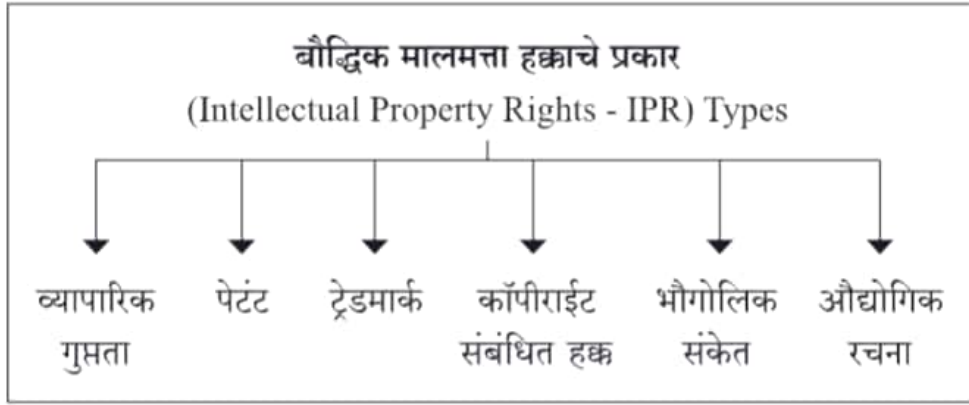 बौद्धिक मालमत्ता हक्काचे प्रकार
(Intellectual Property Rights - IPR) Types
व्यापारिक गुप्तता
पेटंट
ट्रेडमार्क
कॉपीराईट संबंधित हक्क
भौगोलिक संकेत
औद्योगिक रचना